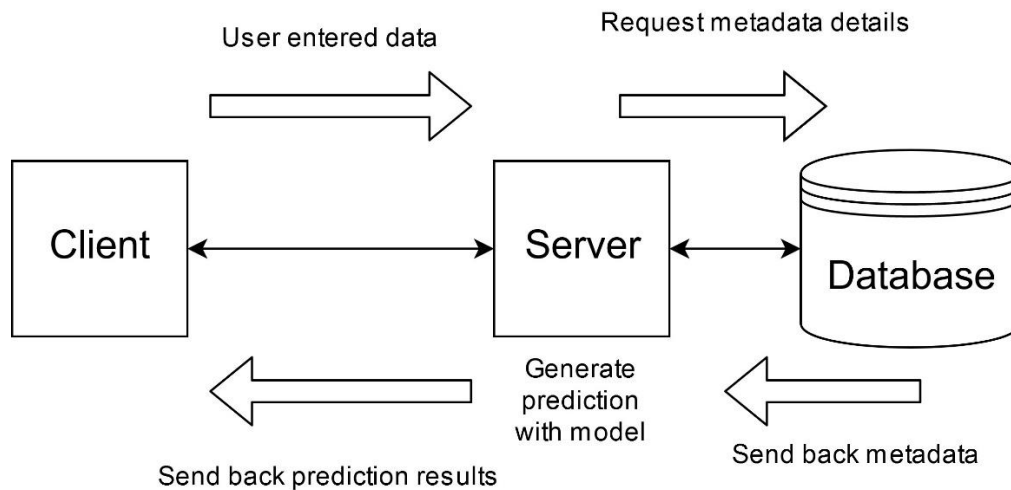 User entered data
Request metadata details
Client
Server
Database
Generate
prediction
with model
Send back metadata
Send back prediction results